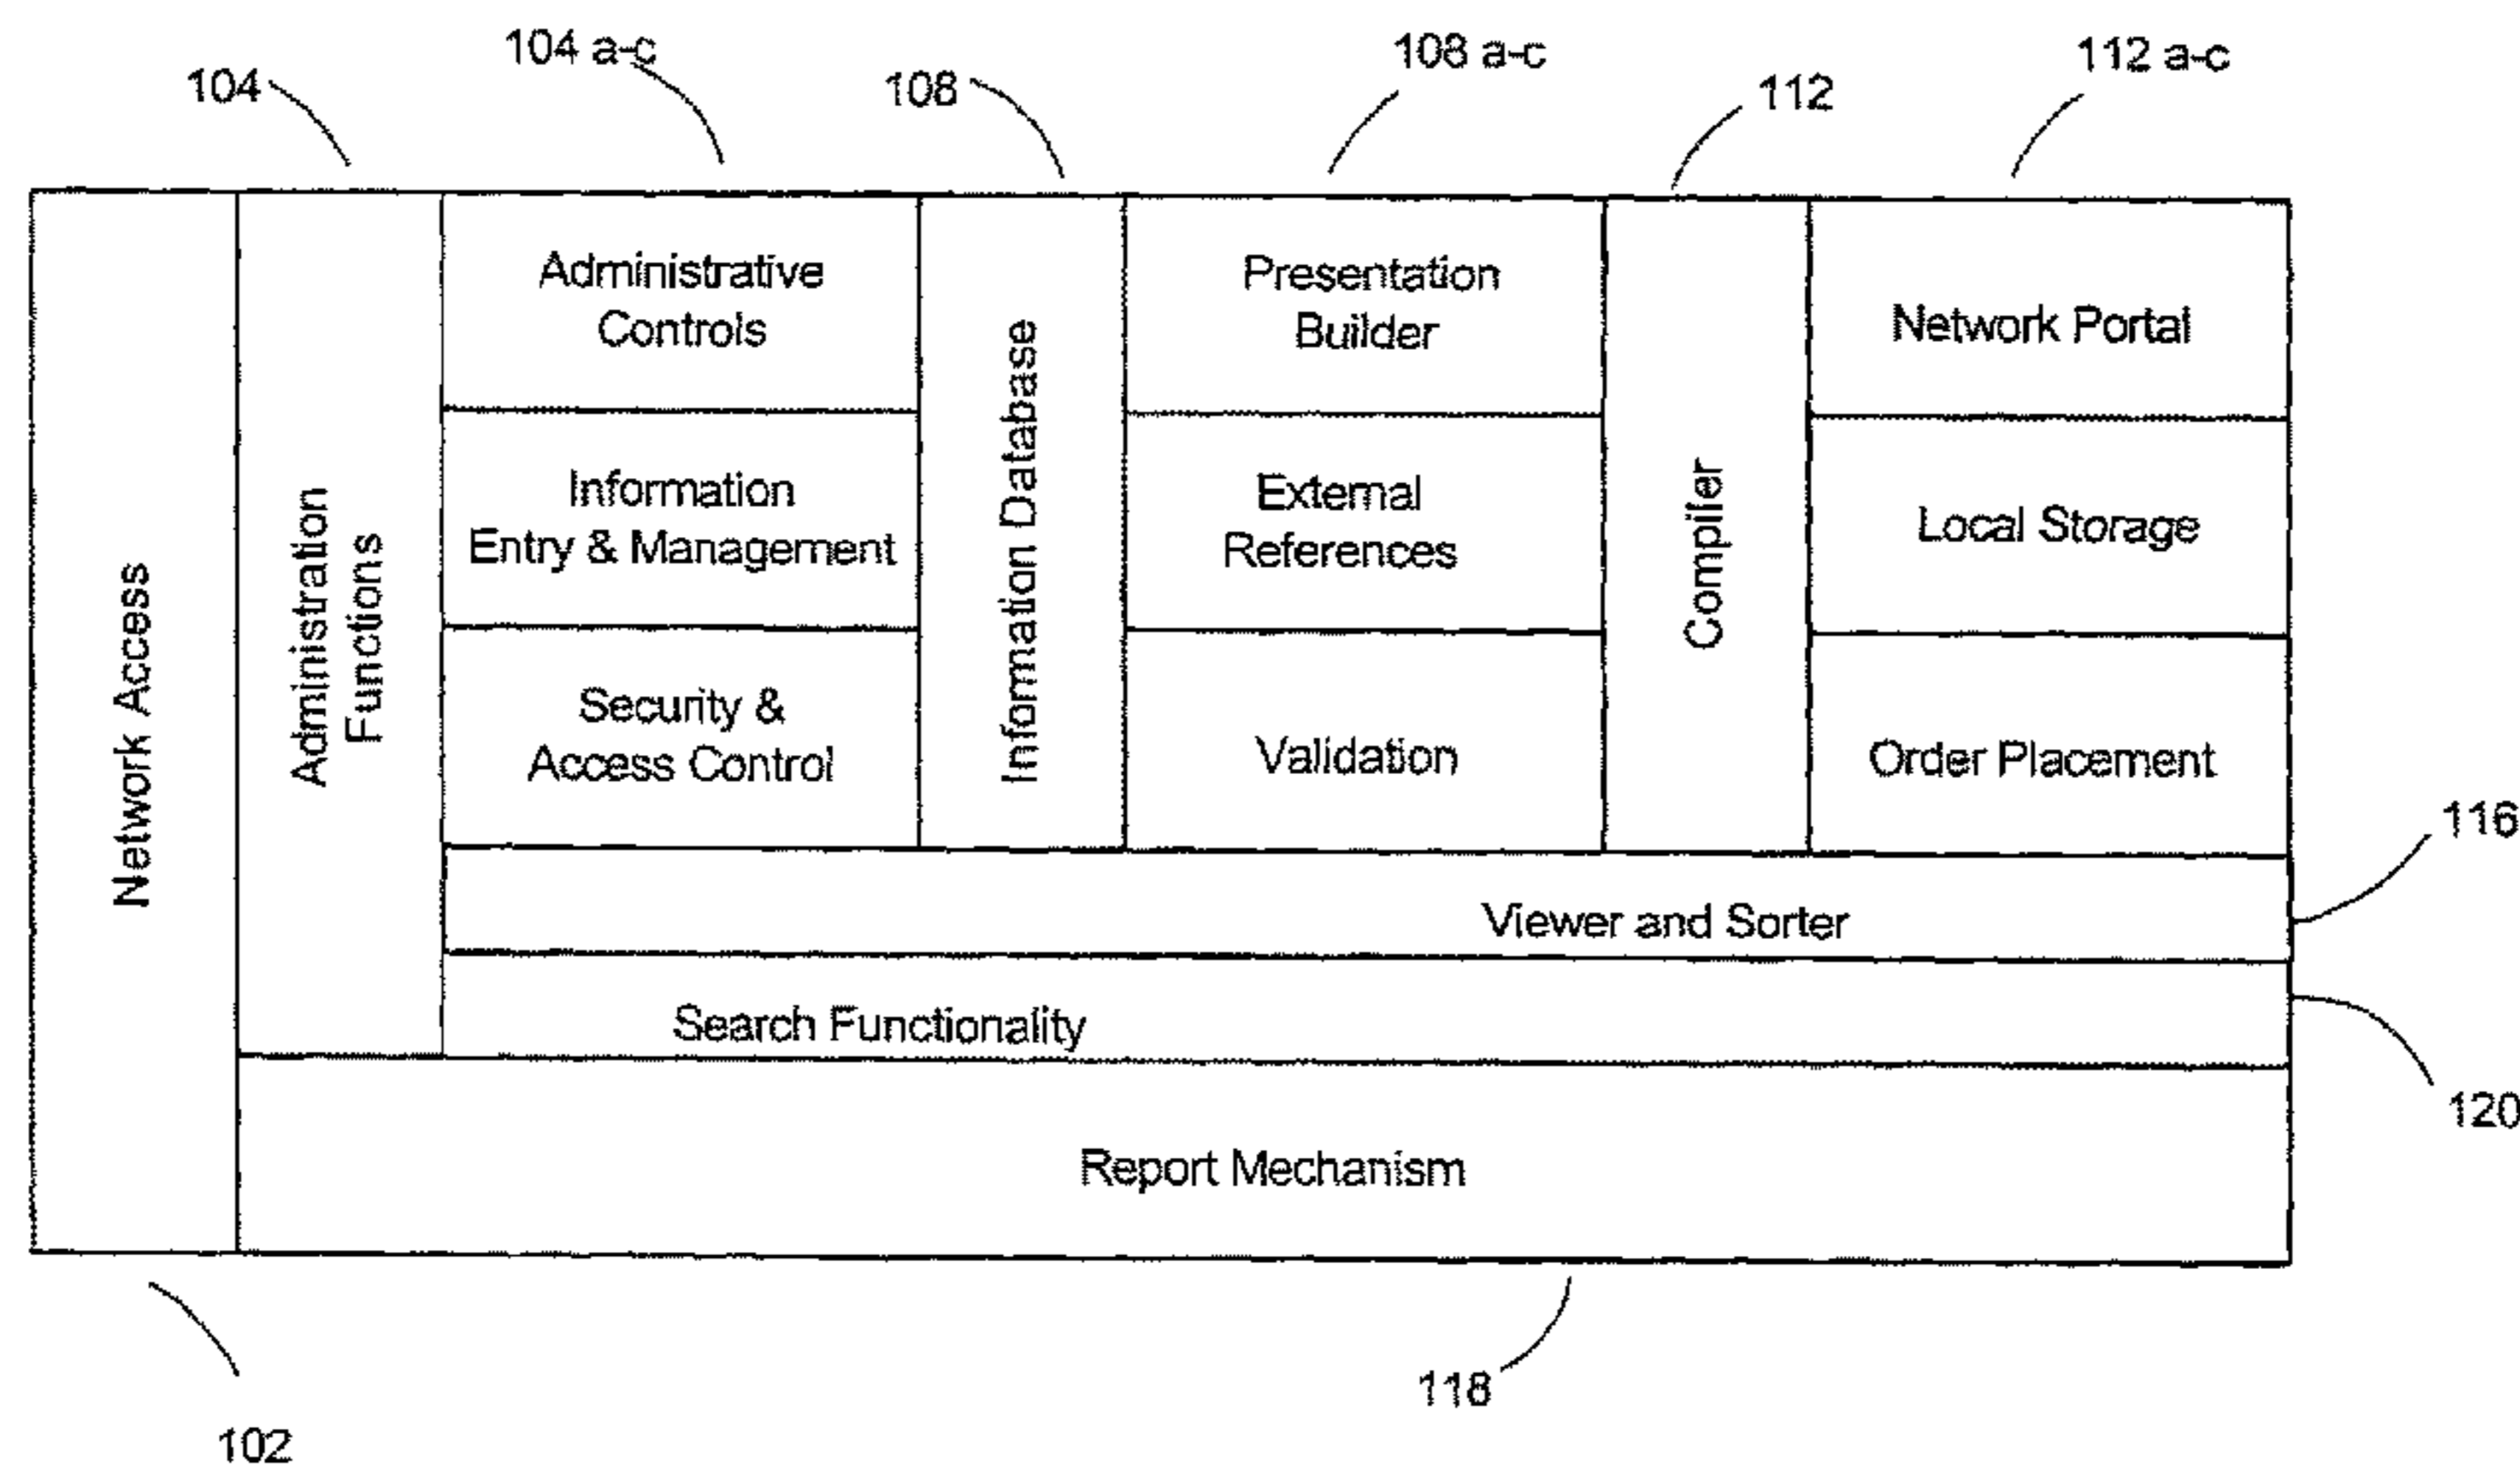 104
104 a-c
108
108 a-c
112
112 a-c
Network Access
Administration
Functions
Administrative
Controls
Information
Entry & Management
Security &
Access Control
Information Database
Presentation
Builder
External
References
Validation
Compiler
Network Portal
Local Storage
Order Placement
116
Viewer and Sorter
Search Functionality
120
Report Mechanism
118
102